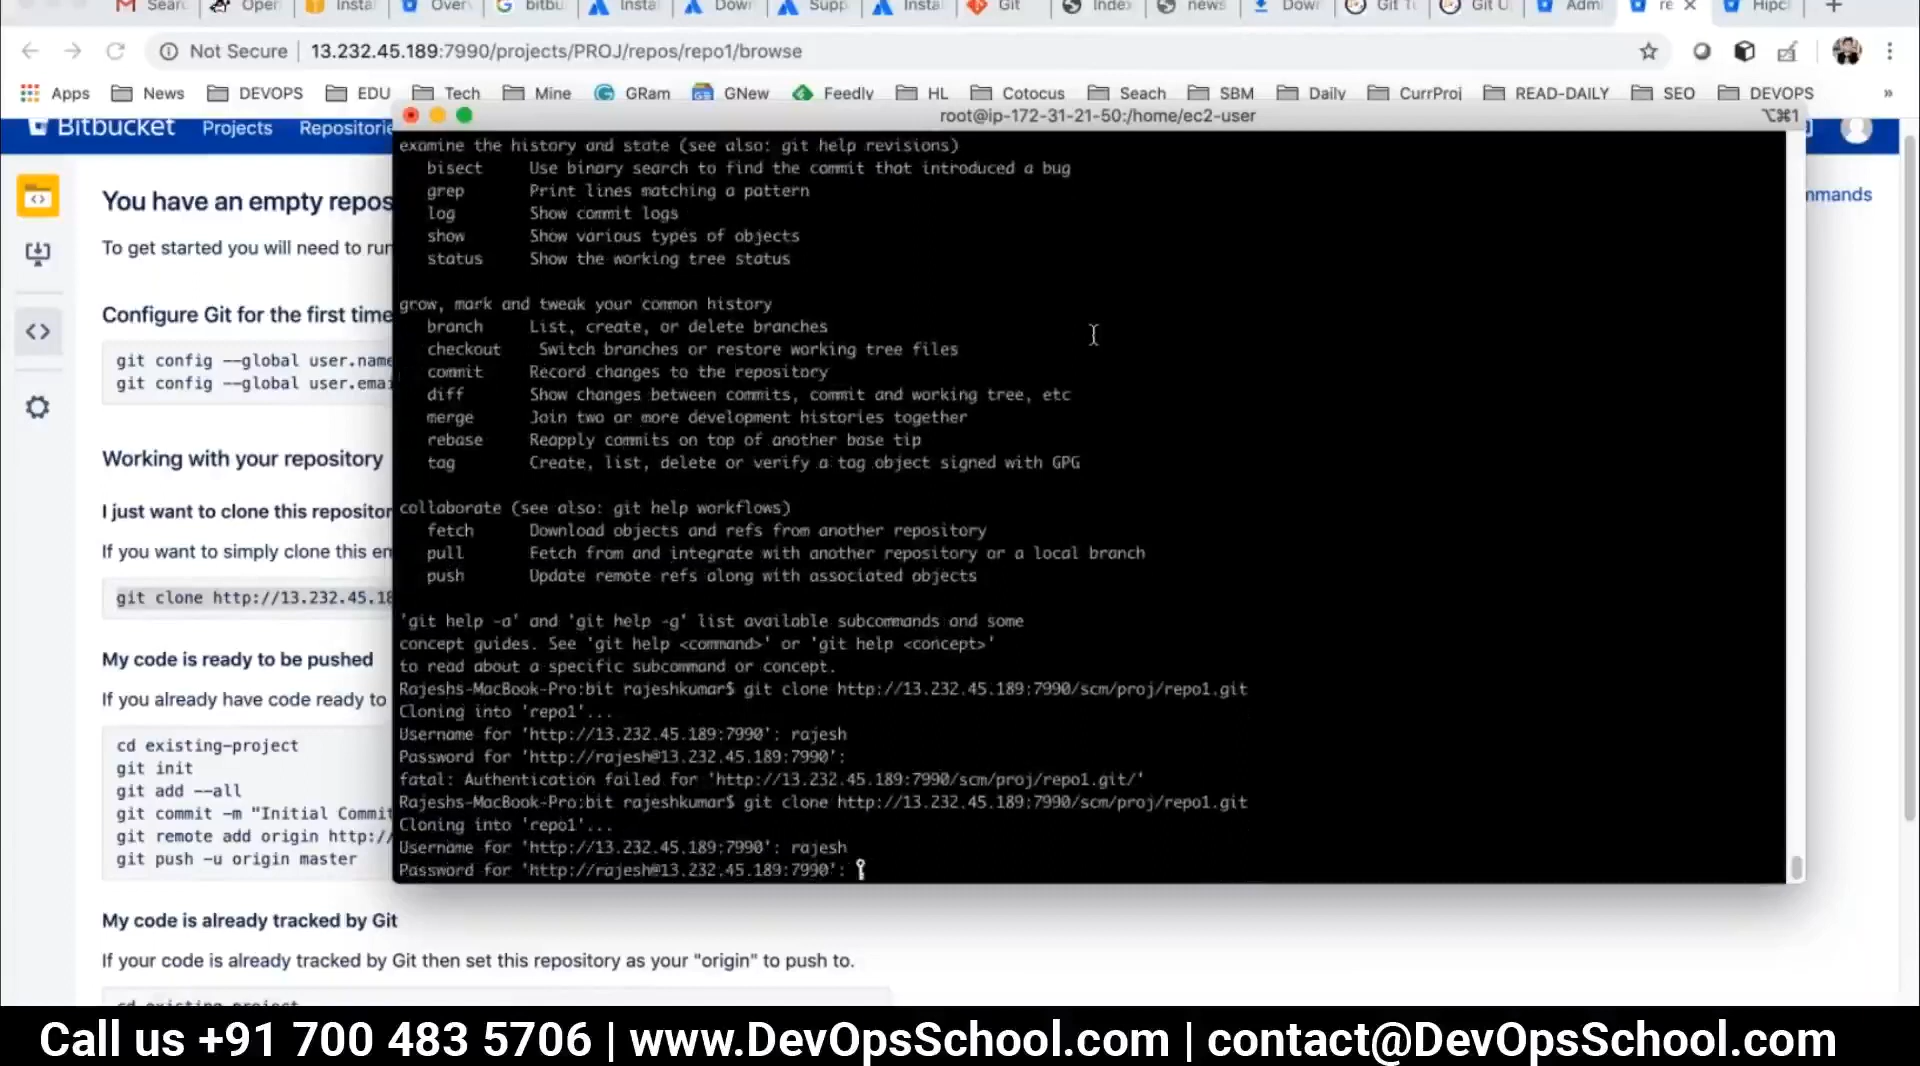 Sear
Oper
Insta
Over
bitbu
Insta
Dowr
Supp
Insta
Git
Inde
news
Dow
Git Tu
Git U
Admi
re
Hipc
Not Secure | 13.232.45.189:7990/projects/PROJ/repos/repo1/browse
Apps News DEVOPS EDU Tech Mine GRam GNew Feedly HL Cotocus Seach SBM Daily CurrProj READ-DAILY SEO DEVOPS »
root@ip-172-31-21-50:/home/ec2-user
⌥⌘1
Bitbucket Projects Repositorie
mmands
You have an empty repos
To get started you will need to run
Configure Git for the first time
git config --global user.name
git config --global user.emai
Working with your repository
I just want to clone this repositor
If you want to simply clone this em
git clone http://13.232.45.18
My code is ready to be pushed
If you already have code ready to
cd existing-project
git init
git add --all
git commit -m "Initial Commit
git remote add origin http:/
git push -u origin master
My code is already tracked by Git
If your code is already tracked by Git then set this repository as your "origin" to push to.
cd existing-project
examine the history and state (see also: git help revisions)
bisect Use binary search to find the commit that introduced a bug
grep Print lines matching a pattern
log Show commit logs
show Show various types of objects
status Show the working tree status
grow, mark and tweak your common history
branch List, create, or delete branches
checkout Switch branches or restore working tree files
commit Record changes to the repository
diff Show changes between commits, commit and working tree, etc
merge Join two or more development histories together
rebase Reapply commits on top of another base tip
tag Create, list, delete or verify a tag object signed with GPG
collaborate (see also: git help workflows)
fetch Download objects and refs from another repository
pull Fetch from and integrate with another repository or a local branch
push Update remote refs along with associated objects
'git help -a' and 'git help -g' list available subcommands and some
concept guides. See 'git help <command>' or 'git help <concept>'
to read about a specific subcommand or concept.
Rajeshs-MacBook-Pro:bit rajeshkumar$ git clone http://13.232.45.189:7990/scm/proj/repo1.git
Cloning into 'repo1'...
Username for 'http://13.232.45.189:7990': rajesh
Password for 'http://rajesh@13.232.45.189:7990':
fatal: Authentication failed for 'http://13.232.45.189:7990/scm/proj/repo1.git/'
Rajeshs-MacBook-Pro:bit rajeshkumar$ git clone http://13.232.45.189:7990/scm/proj/repo1.git
Cloning into 'repo1'...
Username for 'http://13.232.45.189:7990': rajesh
Password for 'http://rajesh@13.232.45.189:7990':
Call us +91 700 483 5706 | www.DevOpsSchool.com | contact@DevOpsSchool.com